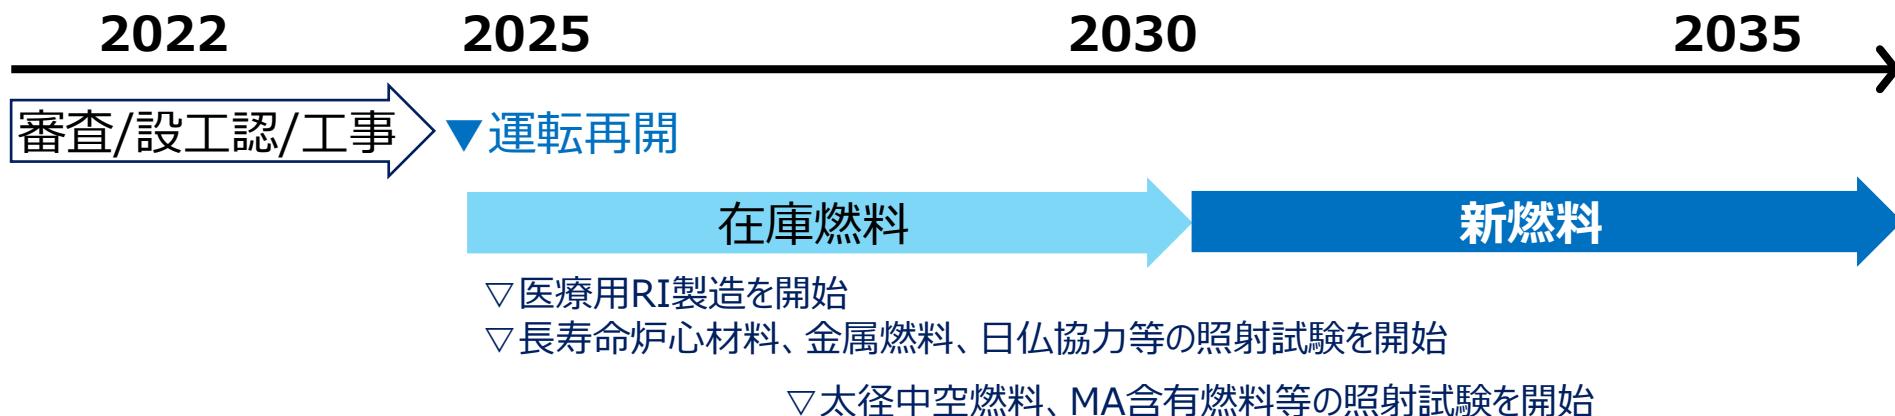 2022 2025 2030 2035
審査/設工認/工事 ▼運転再開
在庫燃料 新燃料
▽医療用RI製造を開始
▽長寿命炉心材料、金属燃料、日仏協力等の照射試験を開始
▽太径中空燃料、MA含有燃料等の照射試験を開始